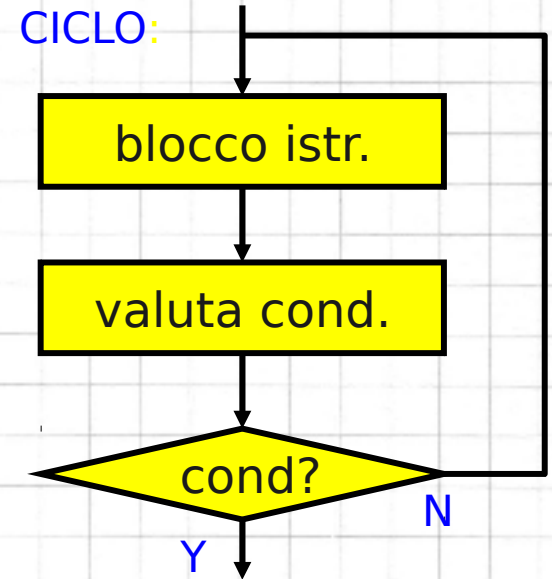 CICLO:
blocco istr.
valuta cond.
cond?
N
Y